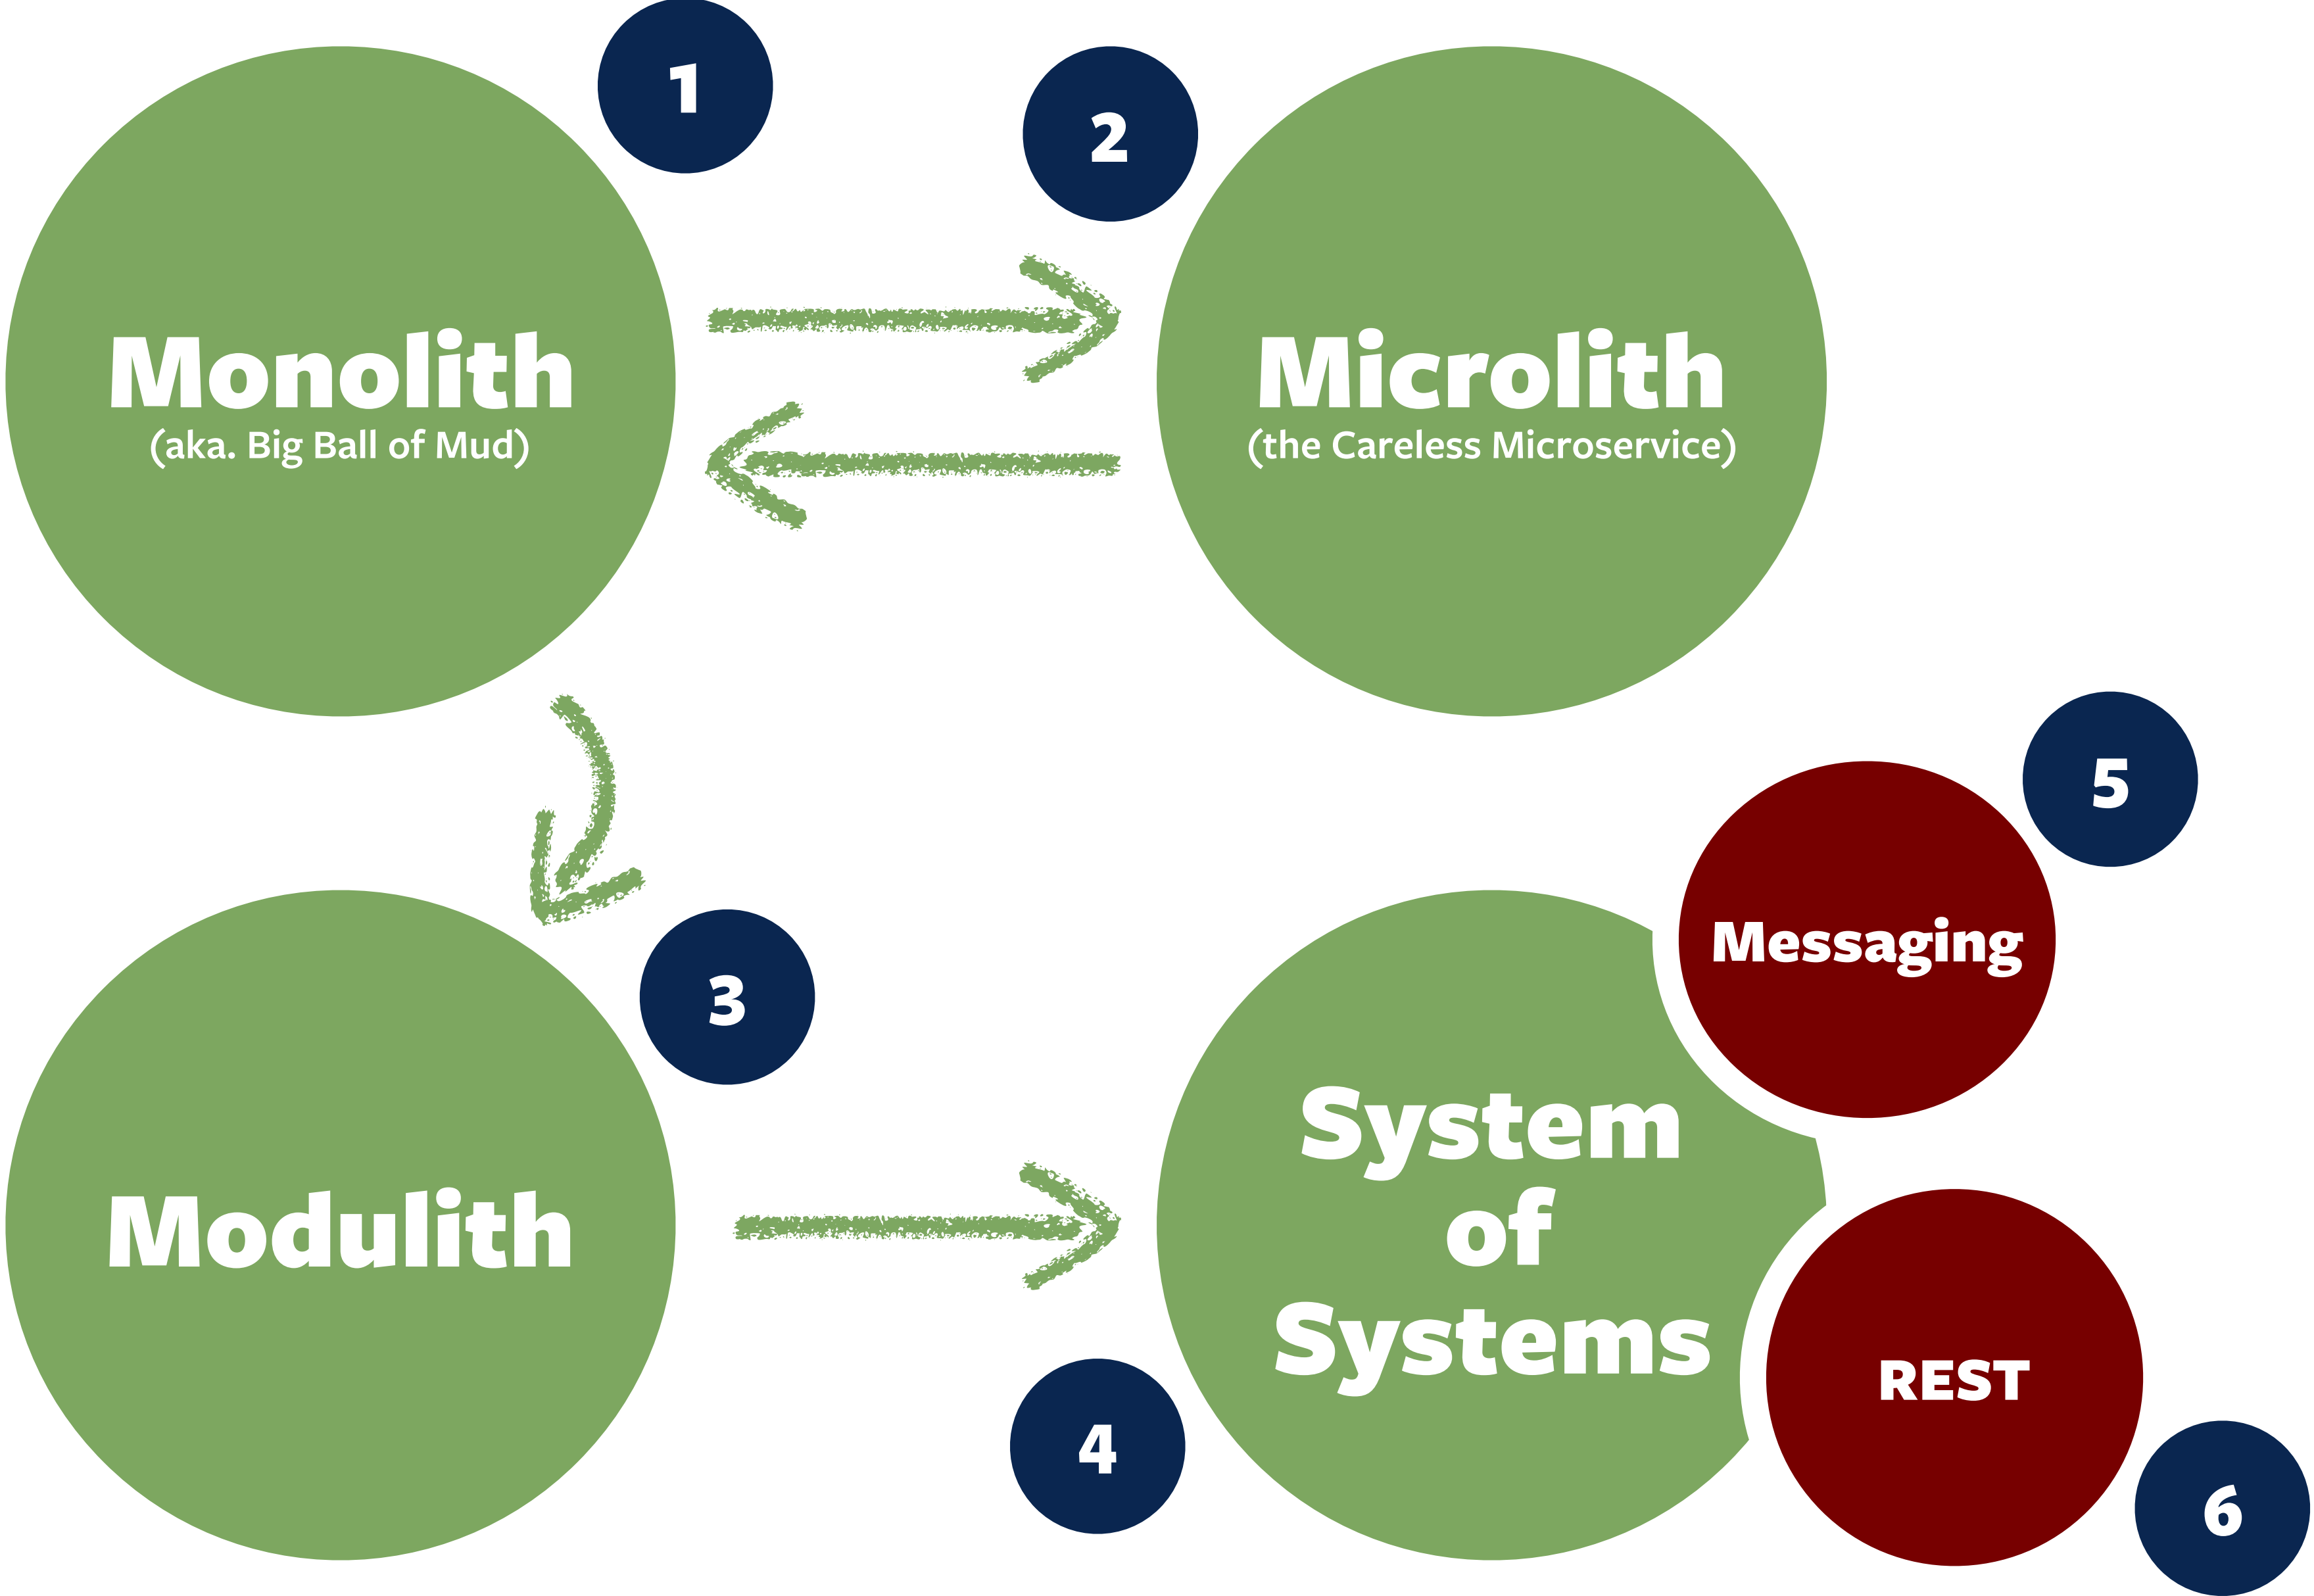 1
2
Monolith
(aka. Big Ball of Mud)
Microlith
(the Careless Microservice)
3
Modulith
4
System
of
Systems
5
Messaging
REST
6